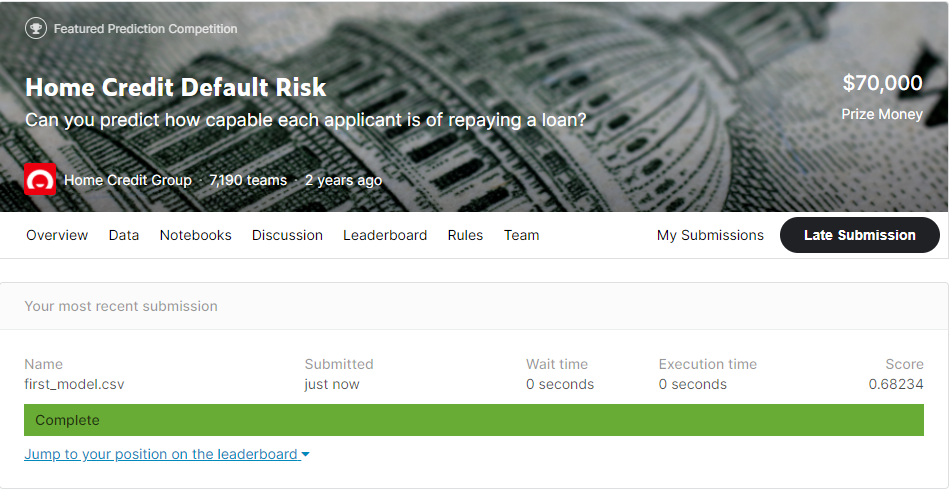 Featured Prediction Competition
Home Credit Default Risk
$70,000
Can you predict how capable each applicant is of repaying a loan?
Prize Money
Home Credit Group · 7,190 teams · 2 years ago
Overview Data Notebooks Discussion Leaderboard Rules Team My Submissions Late Submission
Your most recent submission
Name Submitted Wait time Execution time Score
first_model.csv just now 0 seconds 0 seconds 0.68234
Complete
Jump to your position on the leaderboard